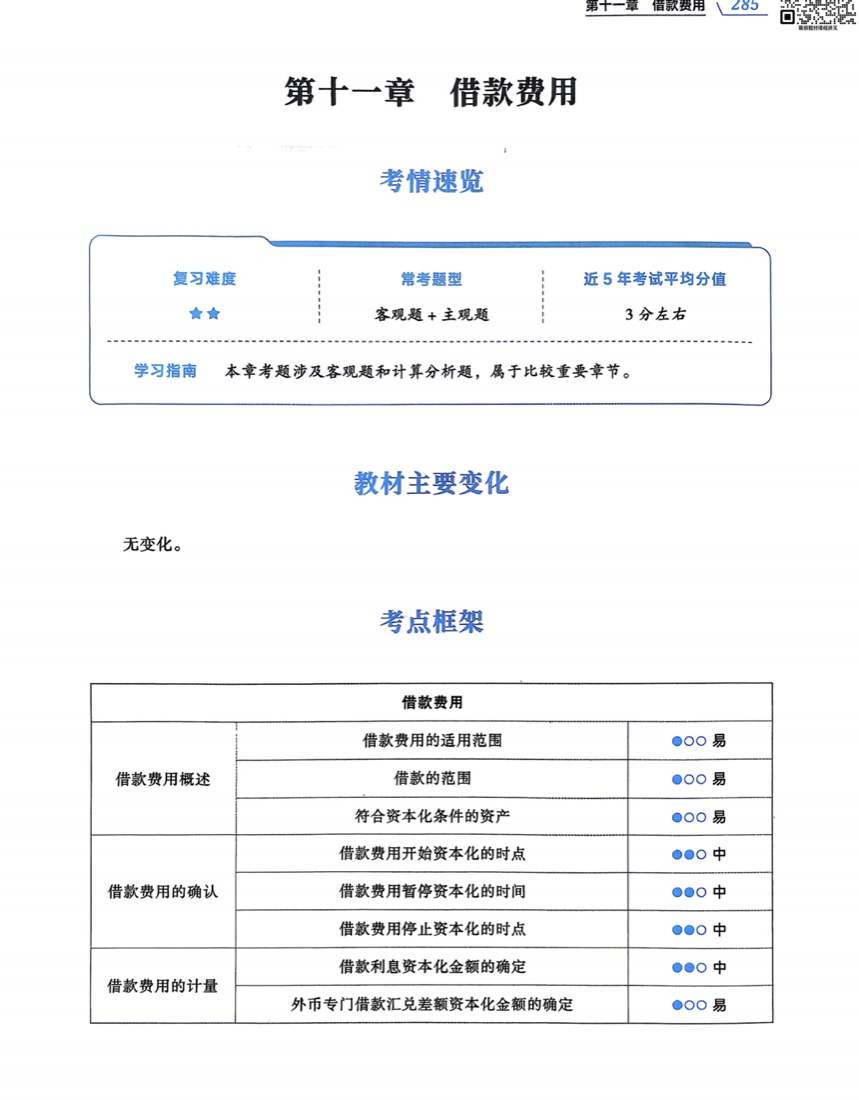 第十一章 借款费用 285
第十一章 借款费用
考情速览
复习难度 常考题型 近5年考试平均分值
★★ 客观题+主观题 3分左右
学习指南 本章考题涉及客观题和计算分析题，属于比较重要章节。
教材主要变化
无变化。
考点框架
借款费用
借款费用概述
借款费用的适用范围 ●○○ 易
借款的范围 ●○○ 易
符合资本化条件的资产 ●○○ 易
借款费用的确认
借款费用开始资本化的时点 ●●○ 中
借款费用暂停资本化的时间 ●●○ 中
借款费用停止资本化的时点 ●●○ 中
借款费用的计量
借款利息资本化金额的确定 ●●○ 中
外币专门借款汇兑差额资本化金额的确定 ●○○ 易